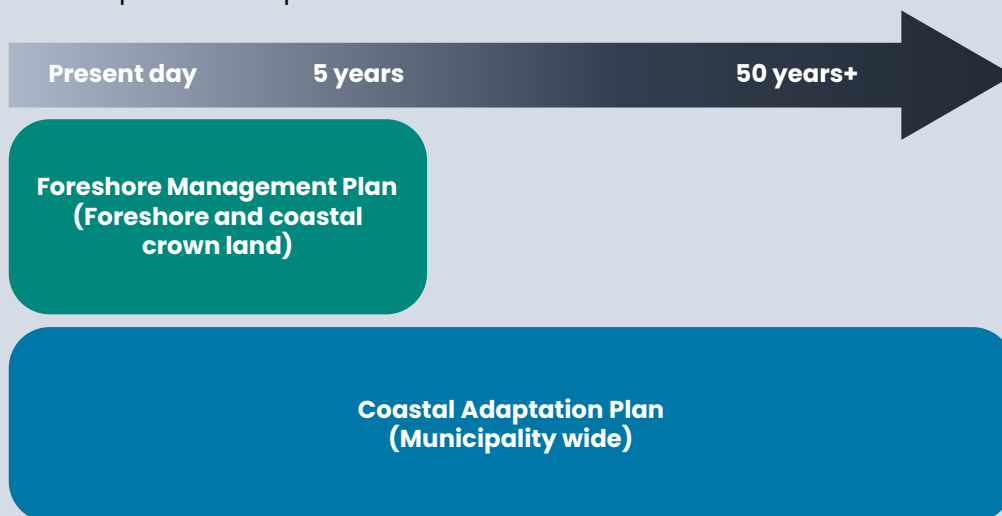 Present day 5 years 50 years+
Foreshore Management Plan
(Foreshore and coastal
crown land)
Coastal Adaptation Plan
(Municipality wide)